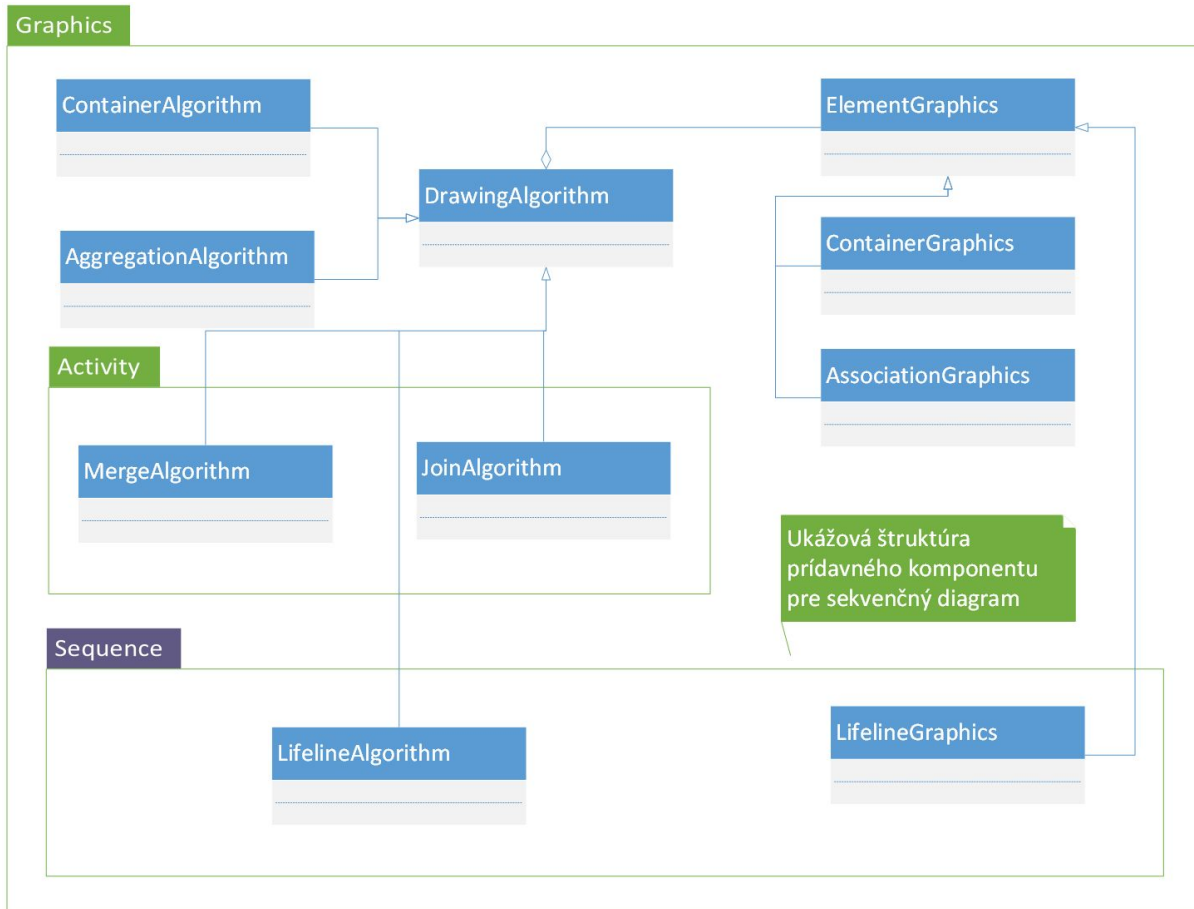 Graphics
ContainerAlgorithm
ElementGraphics
DrawingAlgorithm
AggregationAlgorithm
ContainerGraphics
Activity
AssociationGraphics
MergeAlgorithm
JoinAlgorithm
Ukážová štruktúra
prídavného komponentu
pre sekvenčný diagram
Sequence
LifelineAlgorithm
LifelineGraphics